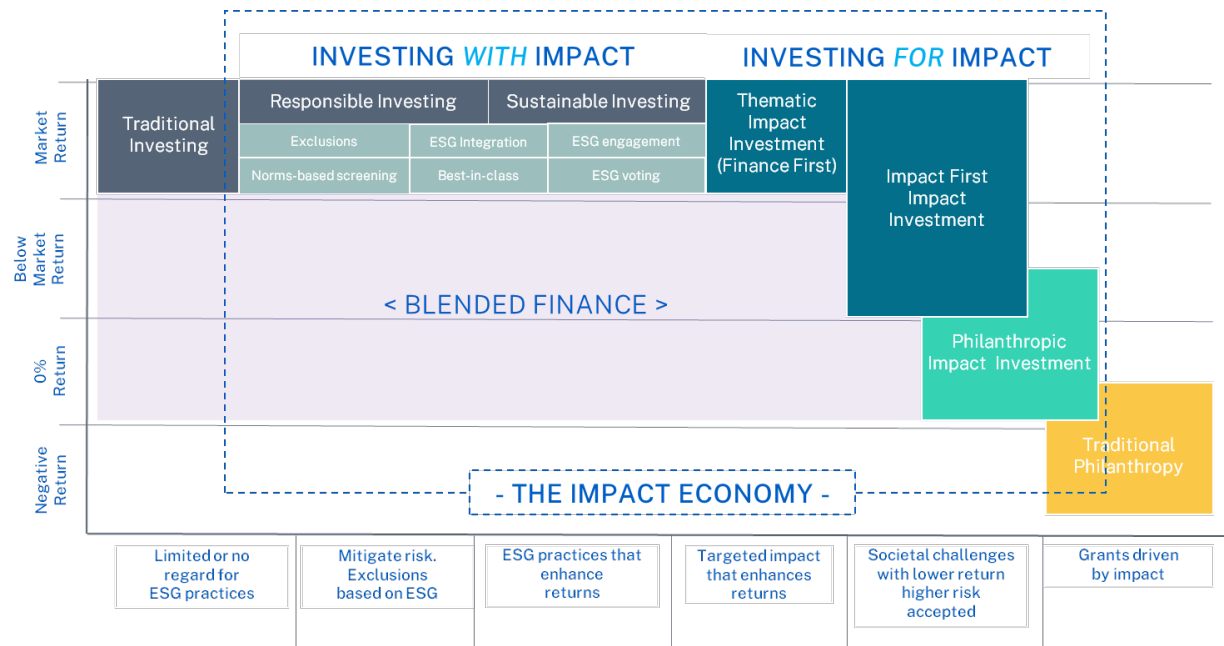 INVESTING WITH IMPACT
INVESTING FOR IMPACT
Market
Return
Below
Market
Return
0%
Return
Negative
Return
Traditional
Investing
Responsible Investing
Sustainable Investing
Exclusions
ESG Integration
ESG engagement
Norms-based screening
Best-in-class
ESG voting
Thematic
Impact
Investment
(Finance First)
Impact First
Impact
Investment
< BLENDED FINANCE >
Philanthropic
Impact Investment
Traditional
Philanthropy
- THE IMPACT ECONOMY -
Limited or no
regard for
ESG practices
Mitigate risk.
Exclusions
based on ESG
ESG practices that
enhance
returns
Targeted impact
that enhances
returns
Societal challenges
with lower return
higher risk
accepted
Grants driven
by impact